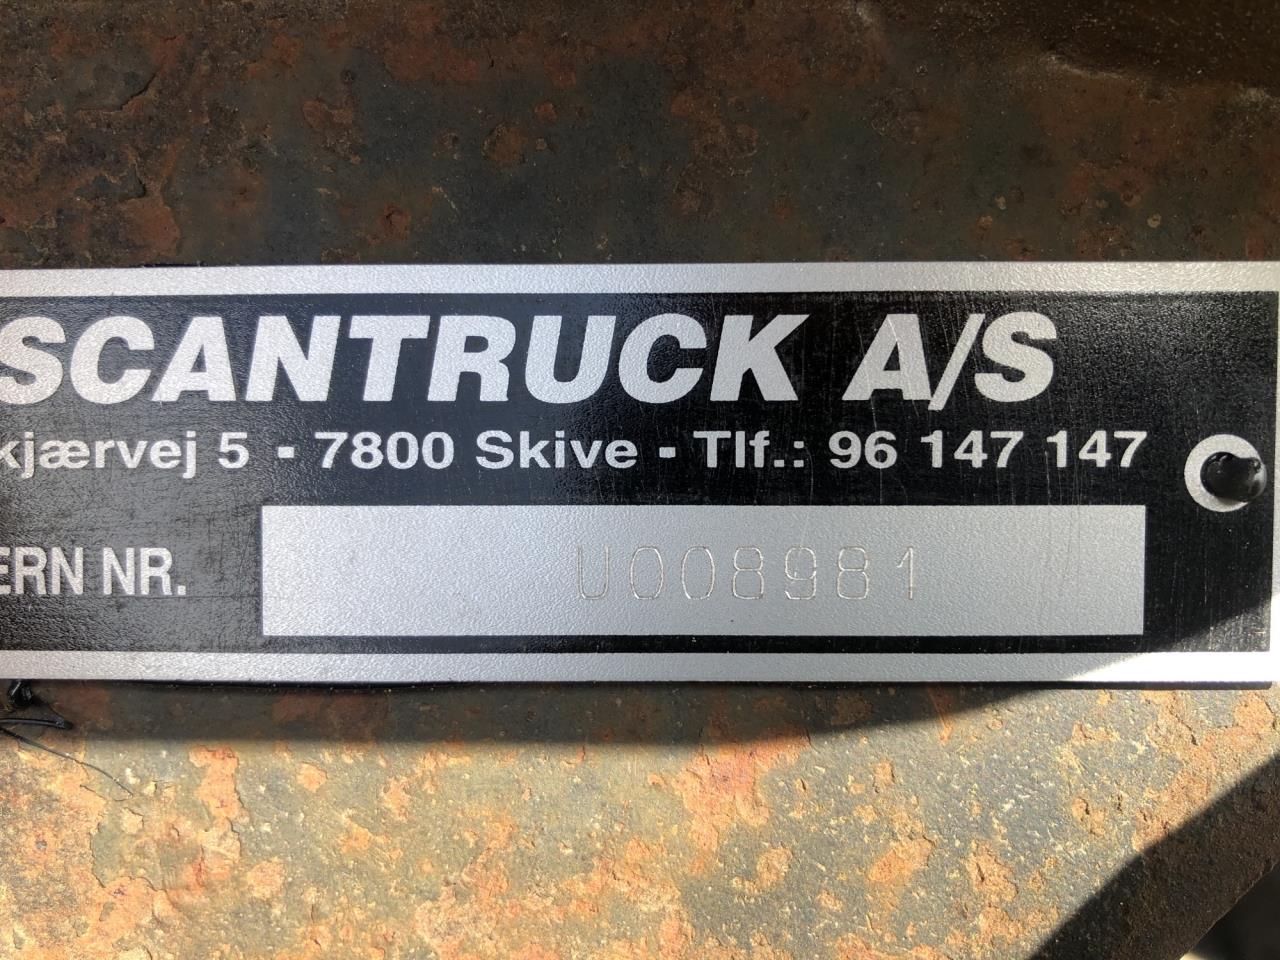 SCANTRUCK A/S
kjærvej 5 - 7800 Skive - Tlf.: 96 147 147
ERN NR. U008981